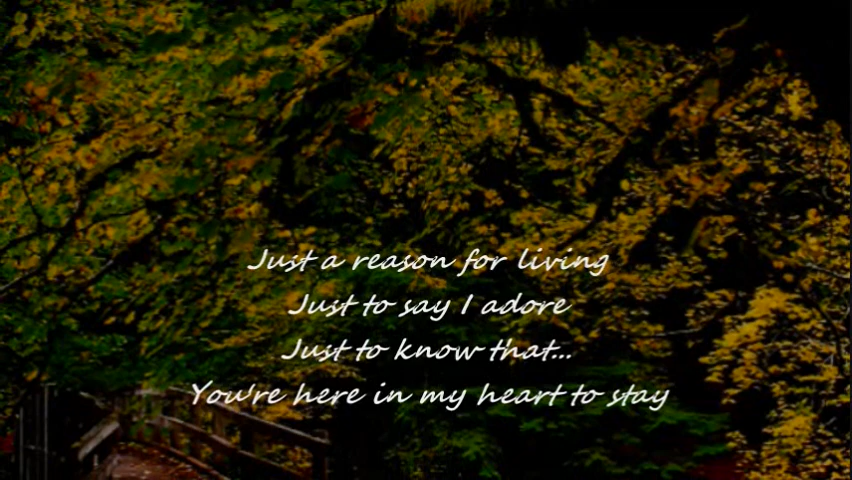 Just a reason for living
Just to say I adore
Just to know that...
You're here in my heart to stay